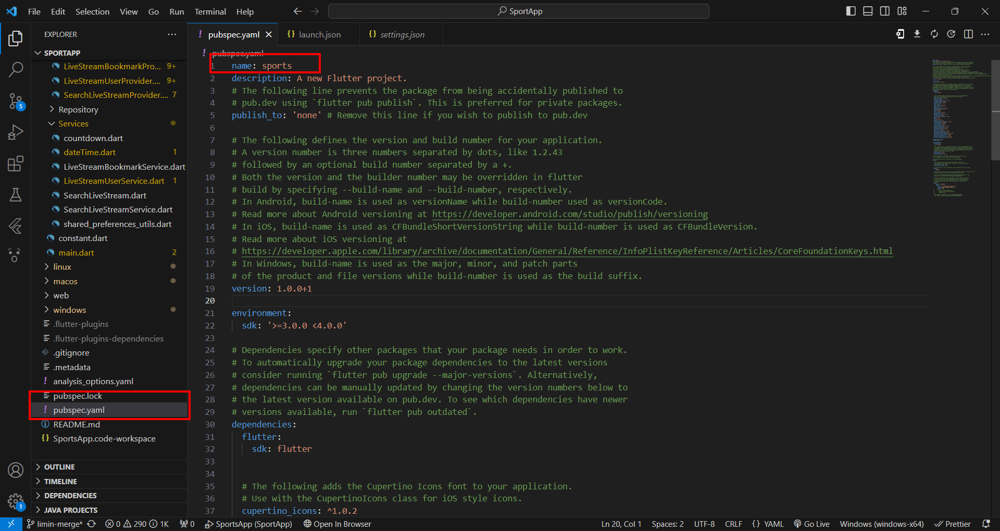 File Edit Selection View Go Run Terminal Help
SportApp
EXPLORER
SPORTAPP
LiveStreamBookmarkPro... 9+
LiveStreamUserProvider.... 9+
SearchLiveStreamProvider.... 7
Repository
Services
countdown.dart
dateTime.dart 1
LiveStreamBookmarkService.dart
LiveStreamUserService.dart 1
SearchLiveStream.dart
SearchLiveStreamService.dart
shared_preferences_utils.dart
constant.dart
main.dart 2
linux
macos
web
windows
.flutter-plugins
.flutter-plugins-dependencies
.gitignore
.metadata
analysis_options.yaml
pubspec.lock
pubspec.yaml
README.md
SportsApp.code-workspace
OUTLINE
TIMELINE
DEPENDENCIES
JAVA PROJECTS
5
1
! pubspec.yaml
{} launch.json
{} settings.json
! pubspec.yaml
1 name: sports
2 description: A new Flutter project.
3 # The following line prevents the package from being accidentally published to
4 # pub.dev using `flutter pub publish`. This is preferred for private packages.
5 publish_to: 'none' # Remove this line if you wish to publish to pub.dev
6
7 # The following defines the version and build number for your application.
8 # A version number is three numbers separated by dots, like 1.2.43
9 # followed by an optional build number separated by a +.
10 # Both the version and the builder number may be overridden in flutter
11 # build by specifying --build-name and --build-number, respectively.
12 # In Android, build-name is used as versionName while build-number used as versionCode.
13 # Read more about Android versioning at https://developer.android.com/studio/publish/versioning
14 # In iOS, build-name is used as CFBundleShortVersionString while build-number is used as CFBundleVersion.
15 # Read more about iOS versioning at
16 # https://developer.apple.com/library/archive/documentation/General/Reference/InfoPlistKeyReference/Articles/CoreFoundationKeys.html
17 # In Windows, build-name is used as the major, minor, and patch parts
18 # of the product and file versions while build-number is used as the build suffix.
19 version: 1.0.0+1
20
21 environment:
22 sdk: '>=3.0.0 <4.0.0'
23
24 # Dependencies specify other packages that your package needs in order to work.
25 # To automatically upgrade your package dependencies to the latest versions
26 # consider running `flutter pub upgrade --major-versions`. Alternatively,
27 # dependencies can be manually updated by changing the version numbers below to
28 # the latest version available on pub.dev. To see which dependencies have newer
29 # versions available, run `flutter pub outdated`.
30 dependencies:
31 flutter:
32 sdk: flutter
33
34
35 # The following adds the Cupertino Icons font to your application.
36 # Use with the CupertinoIcons class for iOS style icons.
37 cupertino_icons: ^1.0.2
limin-merge* 0 290 1K 0 SportsApp (SportApp) Open In Browser Ln 20, Col 1 Spaces: 2 UTF-8 CRLF {} YAML Go Live Windows (windows-x64) Prettier